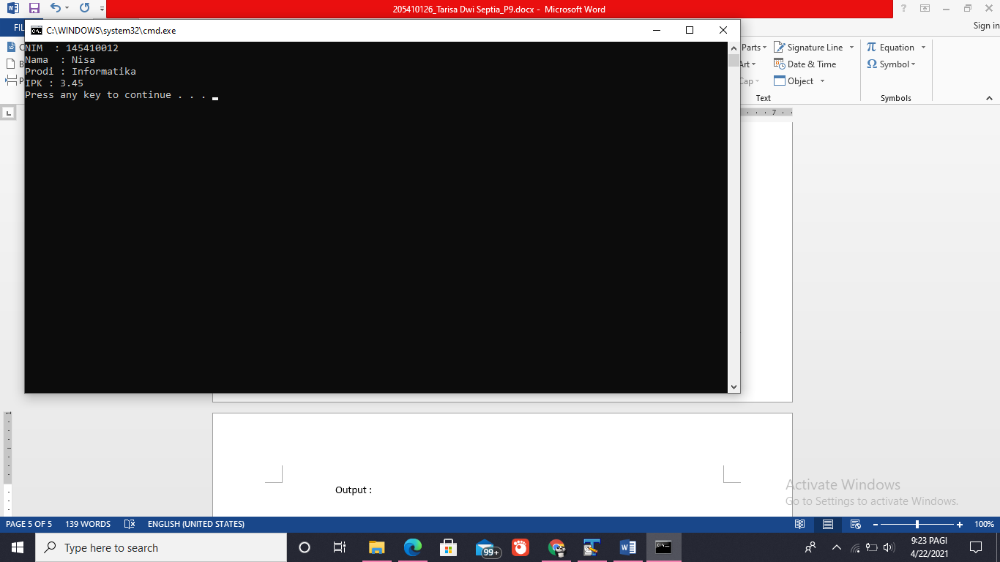 205410126_Tarisa Dwi Septia_P9.docx - Microsoft Word
Sign in
C:\WINDOWS\system32\cmd.exe
NIM  : 145410012
Nama  : Nisa
Prodi : Informatika
IPK : 3.45
Press any key to continue . . .
Parts
Signature Line
Equation
Date & Time
Symbol
Object
Text
Symbols
7
Output :
Activate Windows
Go to Settings to activate Windows.
PAGE 5 OF 5 139 WORDS ENGLISH (UNITED STATES) 100%
Type here to search
99+
9:23 PAGI
4/22/2021